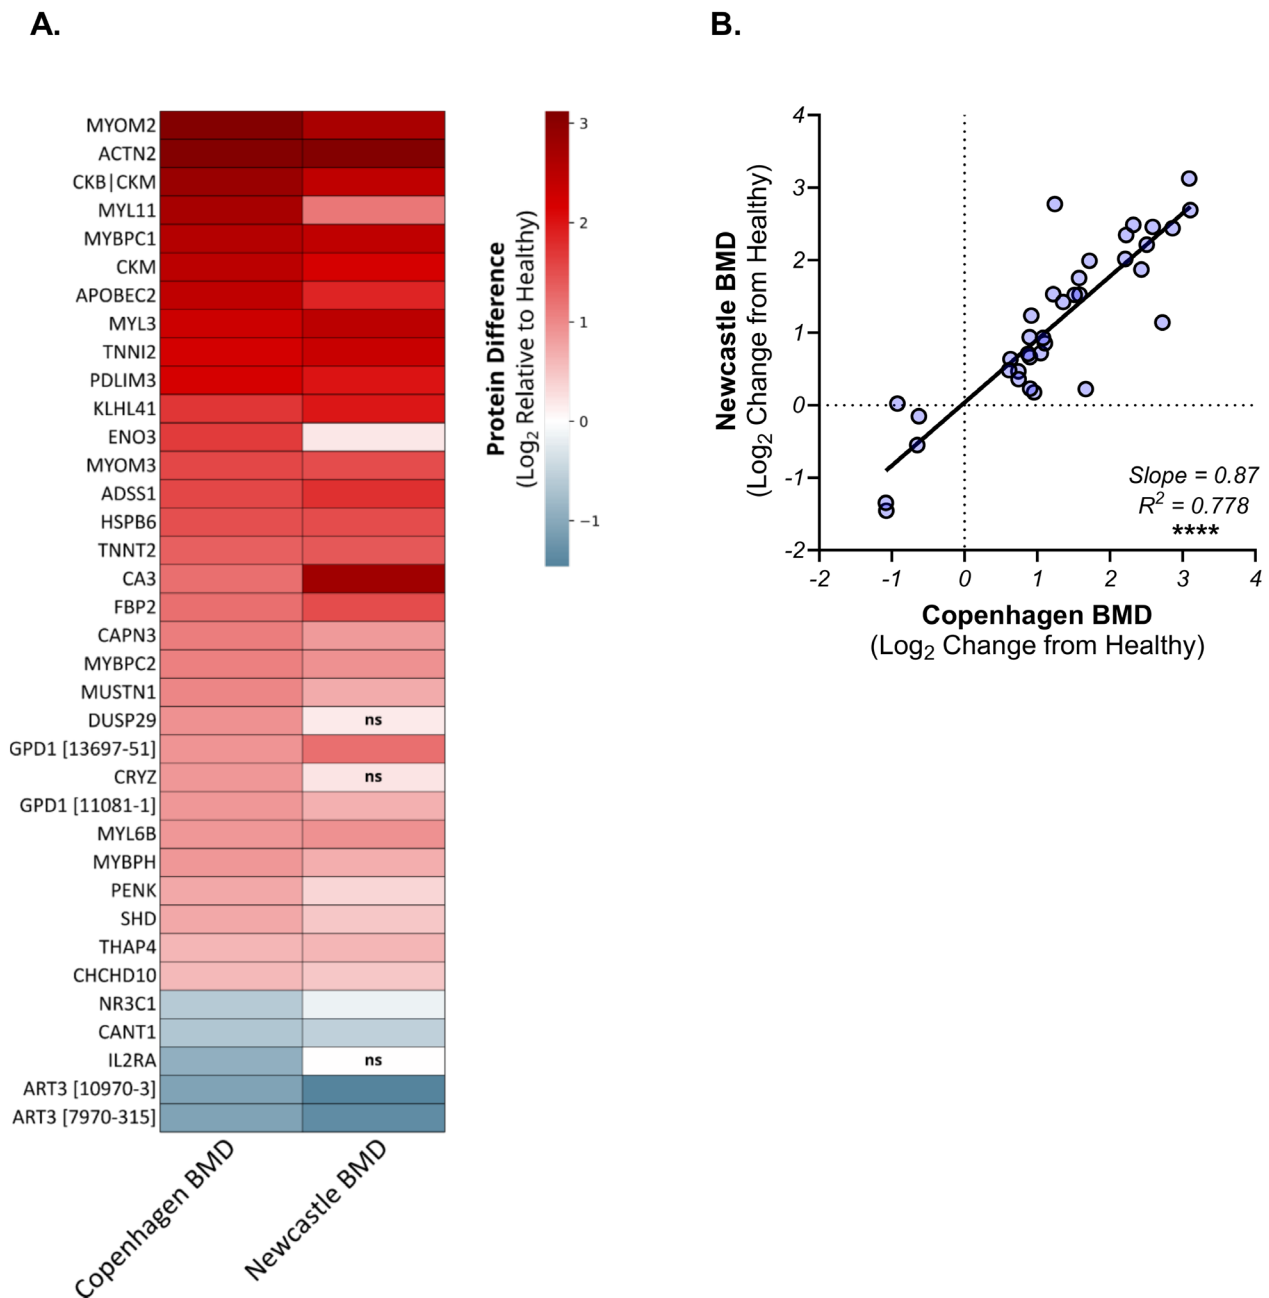 A.
MYOM2
ACTN2
CKB|CKM
MYL11
MYBPC1
CKM
APOBEC2
MYL3
TNNI2
PDLIM3
KLHL41
ENO3
MYOM3
ADSS1
HSPB6
TNNT2
CA3
FBP2
CAPN3
MYBPC2
MUSTN1
DUSP29 ns
GPD1 [13697-51]
CRYZ ns
GPD1 [11081-1]
MYL6B
MYBPH
PENK
SHD
THAP4
CHCHD10
NR3C1
CANT1
IL2RA ns
ART3 [10970-3]
ART3 [7970-315]
Copenhagen BMD
Newcastle BMD
Protein Difference
(Log2 Relative to Healthy)
3
2
1
0
−1
B.
Newcastle BMD
(Log2 Change from Healthy)
4
3
2
1
0
-1
-2
Slope = 0.87
R2 = 0.778
****
-2 -1 0 1 2 3 4
Copenhagen BMD
(Log2 Change from Healthy)